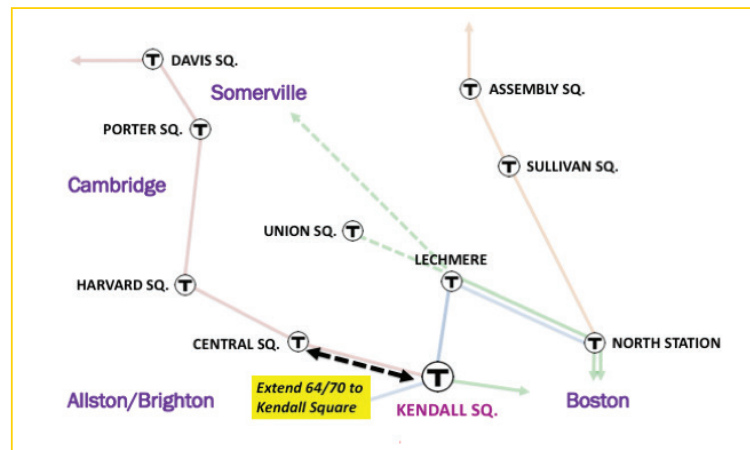 DAVIS SQ.
Somerville
ASSEMBLY SQ.
PORTER SQ.
SULLIVAN SQ.
Cambridge
UNION SQ.
LECHMERE
HARVARD SQ.
CENTRAL SQ.
NORTH STATION
Extend 64/70 to
Kendall Square
Allston/Brighton
KENDALL SQ.
Boston
T
T
T
T
T
T
T
T
T
T